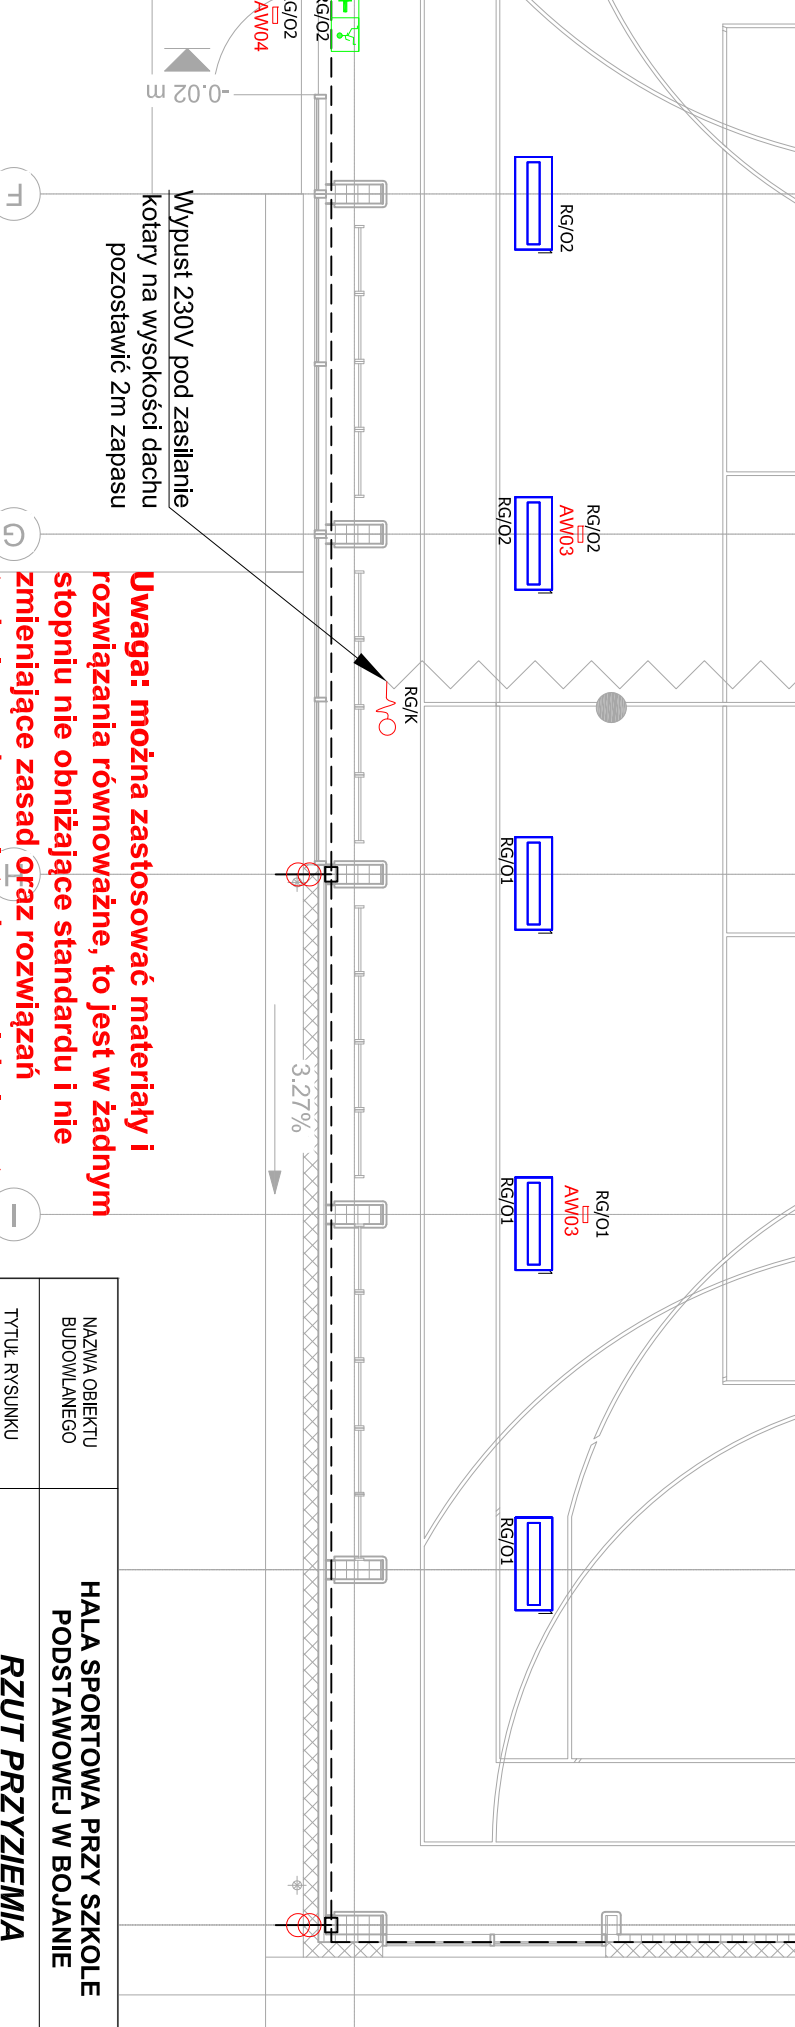 RG/O2
AW04
RG/O2
-0.02 m
F
RG/O2
Wypust 230V pod zasilanie
kotary na wysokości dachu
pozostawić 2m zapasu
G
RG/O2
AW03
RG/O2
RG/K
Uwaga: można zastosować materiały i
rozwiązania równoważne, to jest w żadnym
stopniu nie obniżające standardu i nie
zmieniające zasad oraz rozwiązań
H
RG/O1
3.27%
I
RG/O1
AW03
RG/O1
RG/O1
NAZWA OBIEKTU
BUDOWLANEGO
HALA SPORTOWA PRZY SZKOLE
PODSTAWOWEJ W BOJANIE
TYTUŁ RYSUNKU
RZUT PRZYZIEMIA